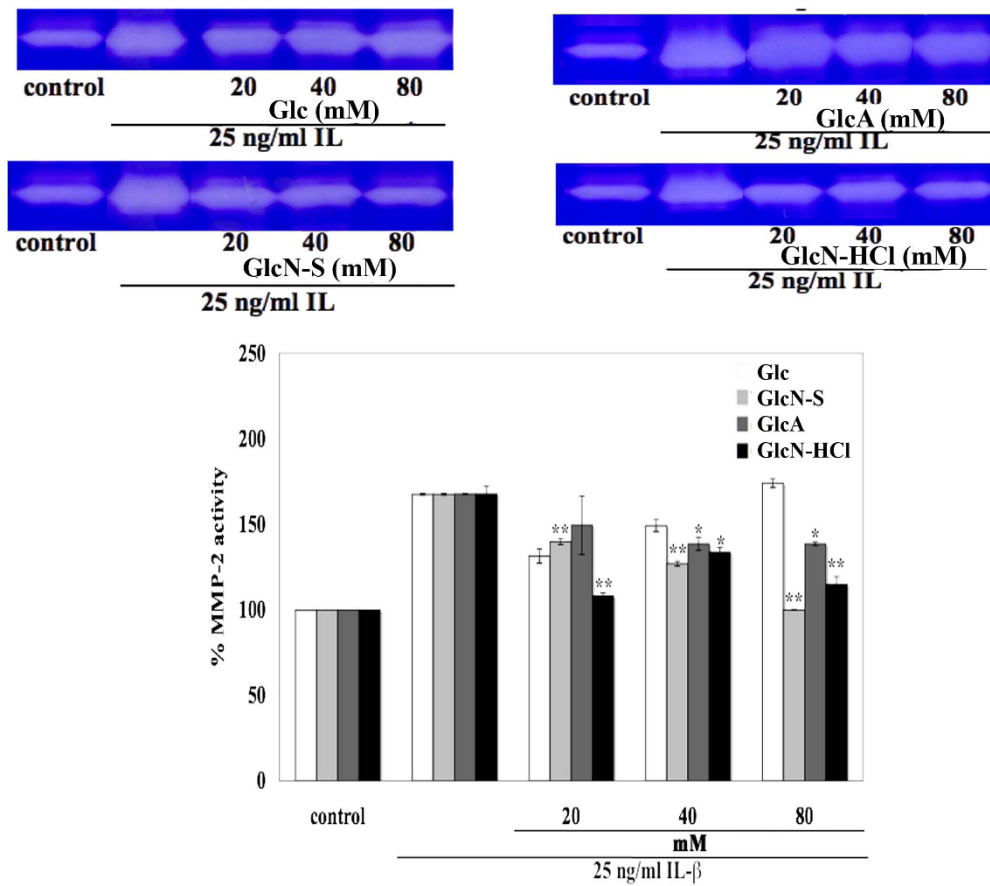 control 20 40 80
Glc (mM)
25 ng/ml IL
control 20 40 80
GlcA (mM)
25 ng/ml IL
control 20 40 80
GlcN-S (mM)
25 ng/ml IL
control 20 40 80
GlcN-HCl (mM)
25 ng/ml IL
250
200
150
100
50
0
% MMP-2 activity
Glc
GlcN-S
GlcA
GlcN-HCl
** **
** * *
** * **
control 20 40 80
mM
25 ng/ml IL-β